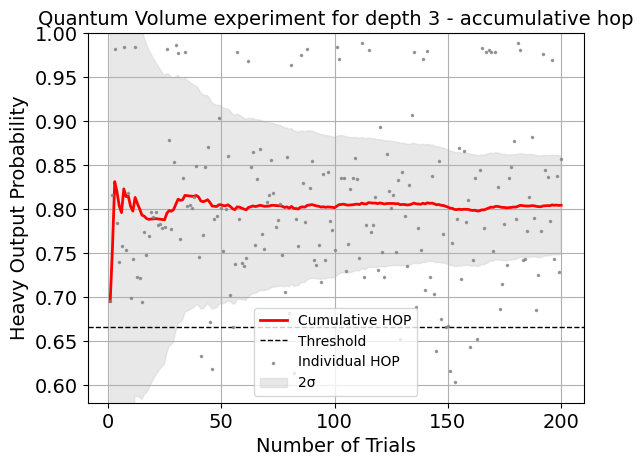 Quantum Volume experiment for depth 3 - accumulative hop
1.00
0.95
0.90
0.85
0.80
0.75
0.70
0.65
0.60
Heavy Output Probability
Cumulative HOP
Threshold
Individual HOP
2σ
0 50 100 150 200
Number of Trials